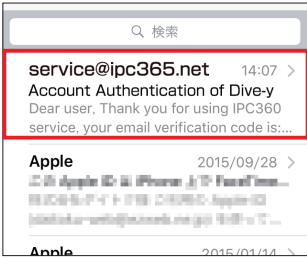 検索
service@ipc365.net 14:07
Account Authentication of Dive-y
Dear user, Thank you for using IPC360
service, your email verification code is:...
Apple 2015/09/28
Apple 2015/01/14